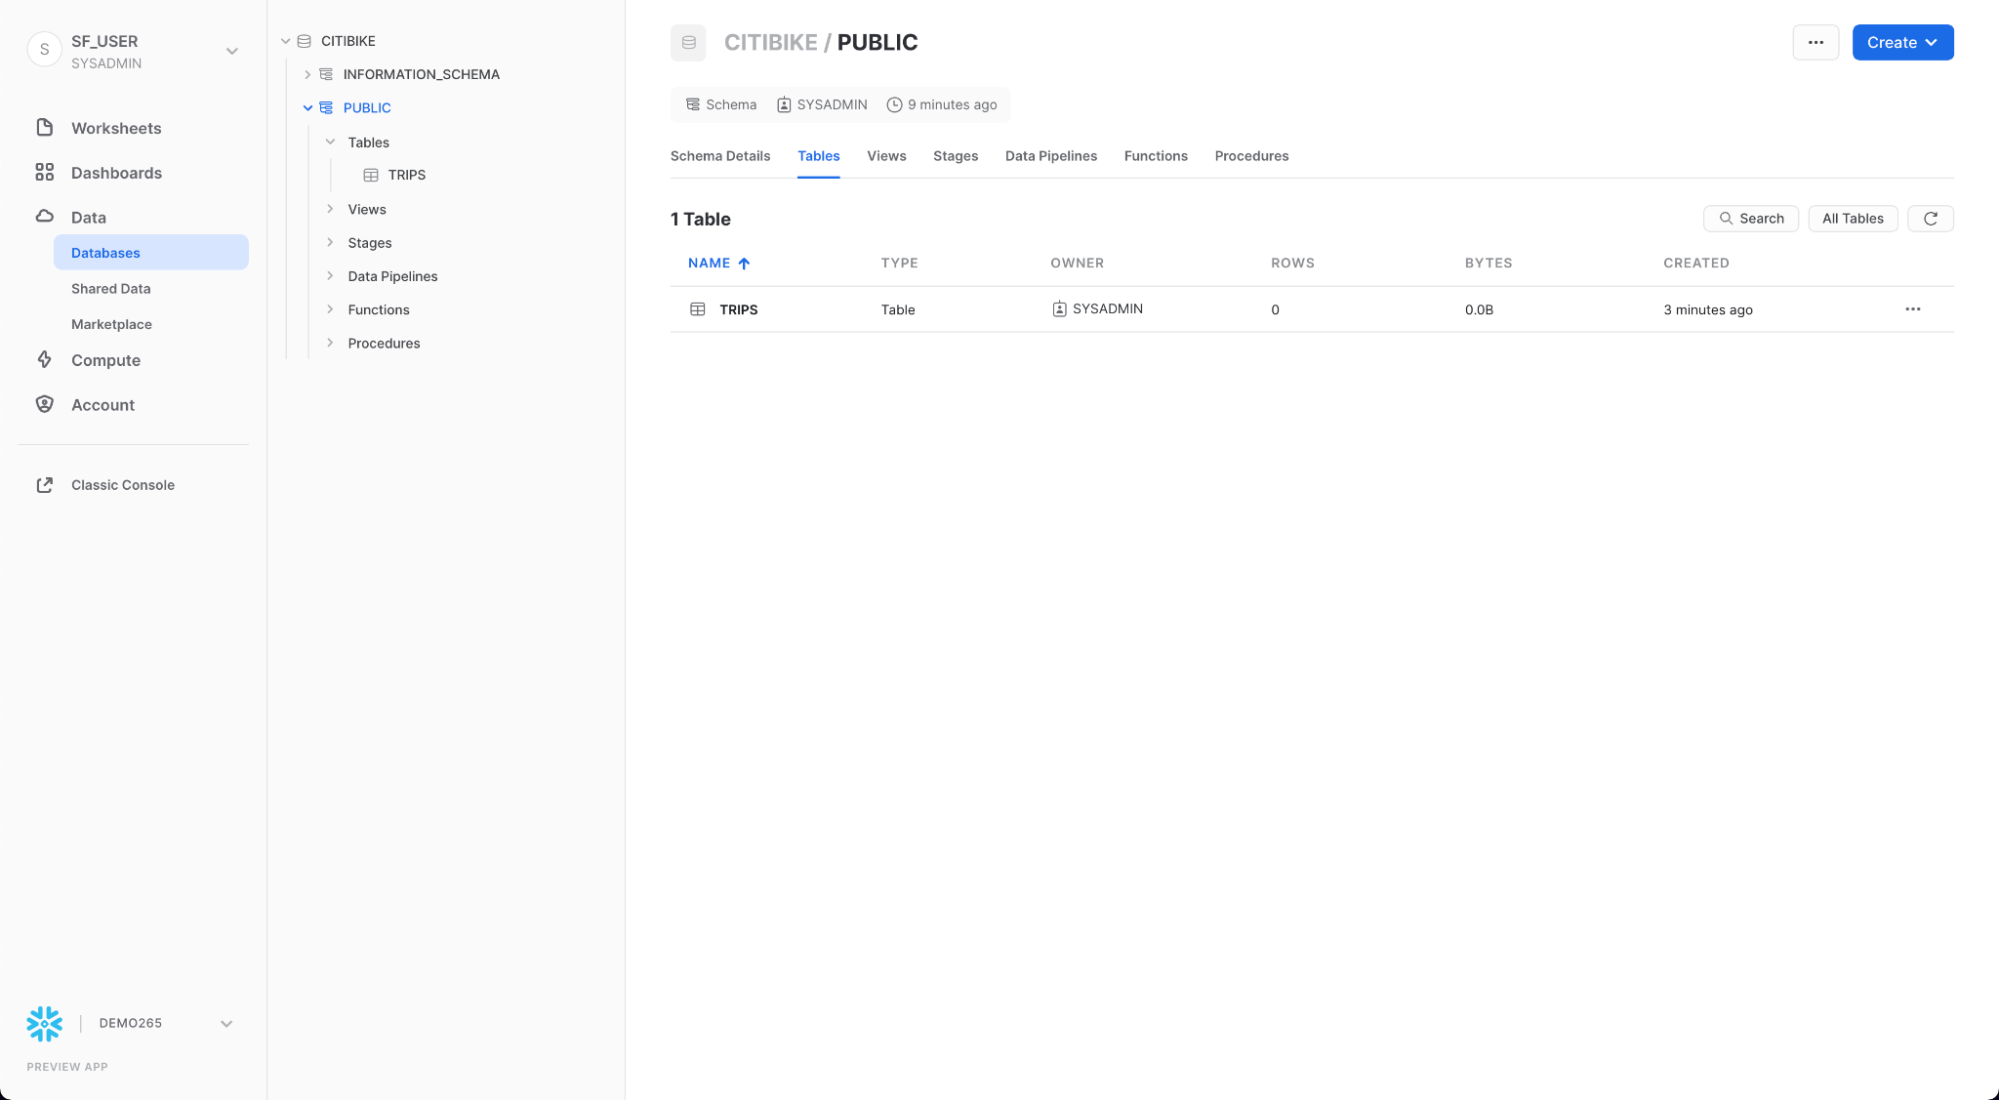 S
SF_USER
SYSADMIN
Worksheets
Dashboards
Data
Databases
Shared Data
Marketplace
Compute
Account
Classic Console
DEMO265
PREVIEW APP
CITIBIKE
INFORMATION_SCHEMA
PUBLIC
Tables
TRIPS
Views
Stages
Data Pipelines
Functions
Procedures
CITIBIKE / PUBLIC
... Create
Schema SYSADMIN 9 minutes ago
Schema Details Tables Views Stages Data Pipelines Functions Procedures
1 Table Search All Tables
NAME TYPE OWNER ROWS BYTES CREATED
TRIPS Table SYSADMIN 0 0.0B 3 minutes ago ...